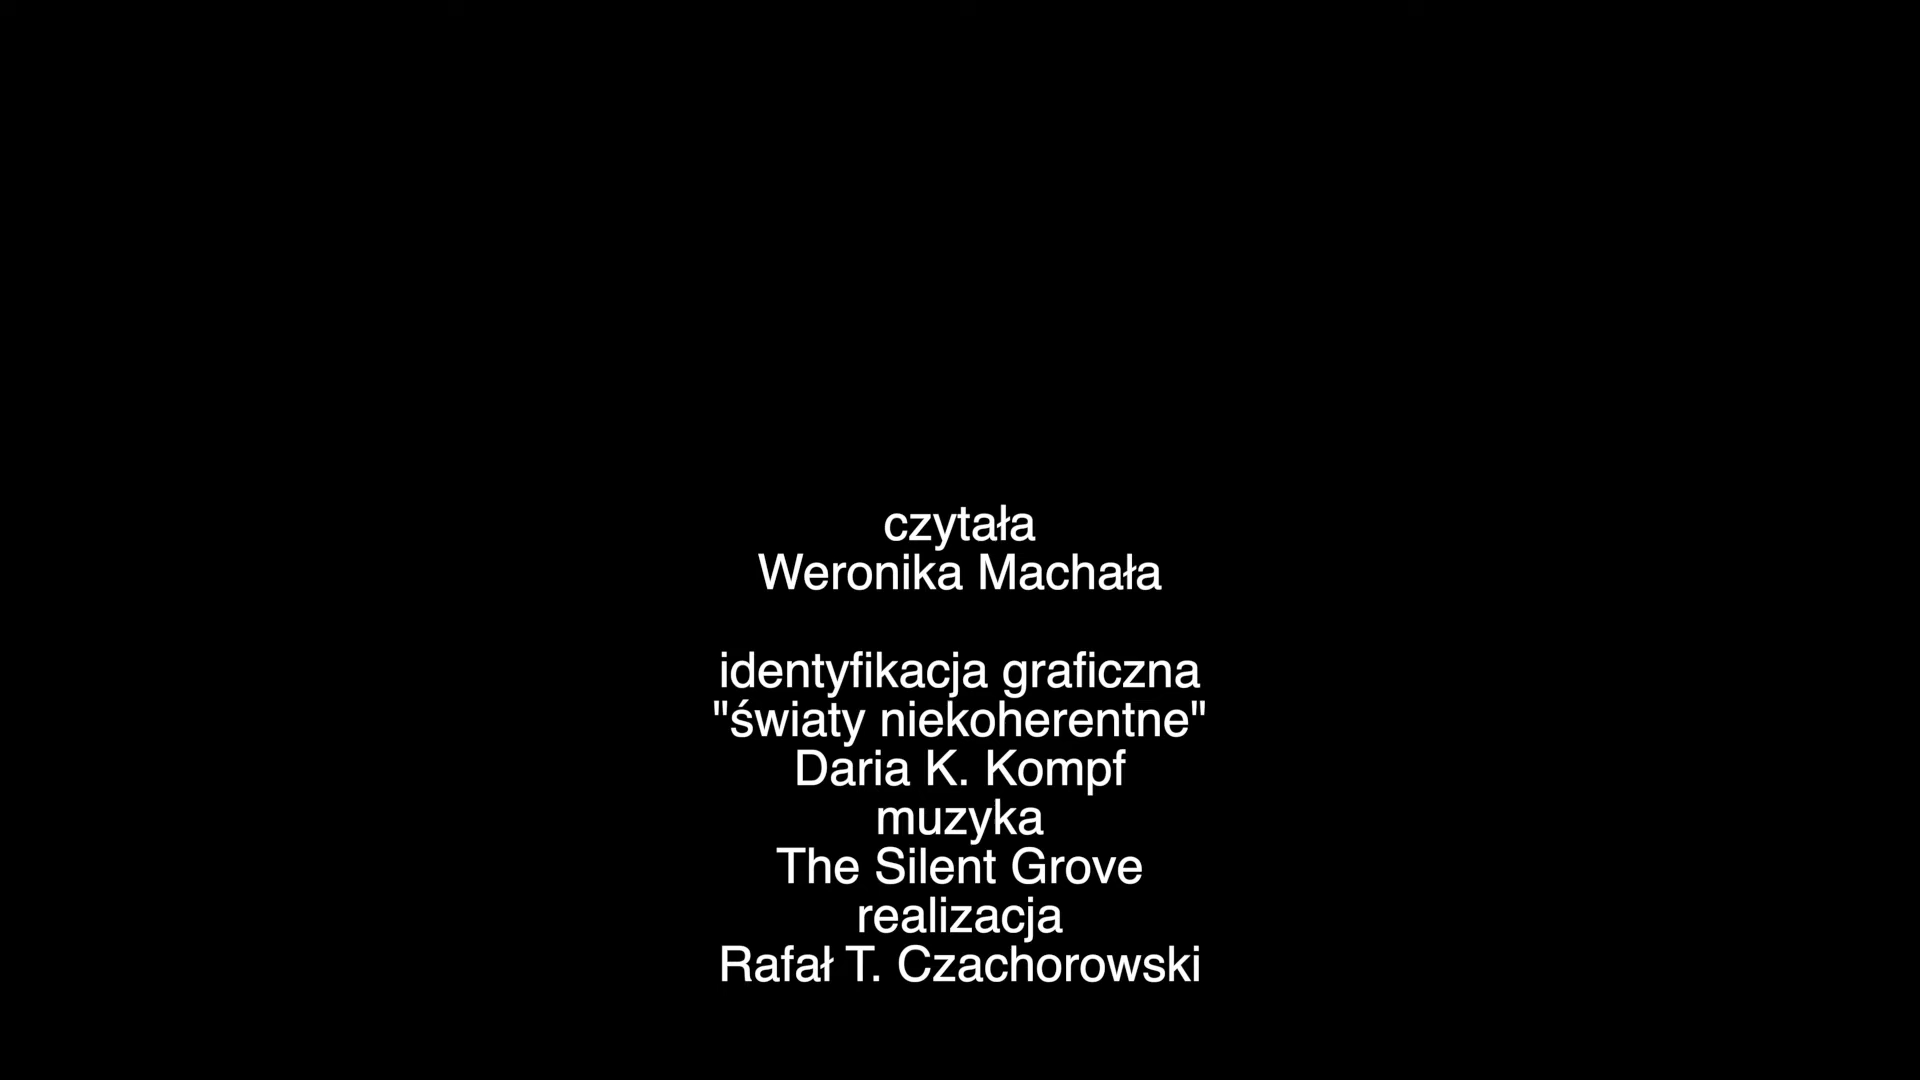 czytała
Weronika Machała
identyfikacja graficzna
"światy niekoherentne"
Daria K. Kompf
muzyka
The Silent Grove
realizacja
Rafał T. Czachorowski